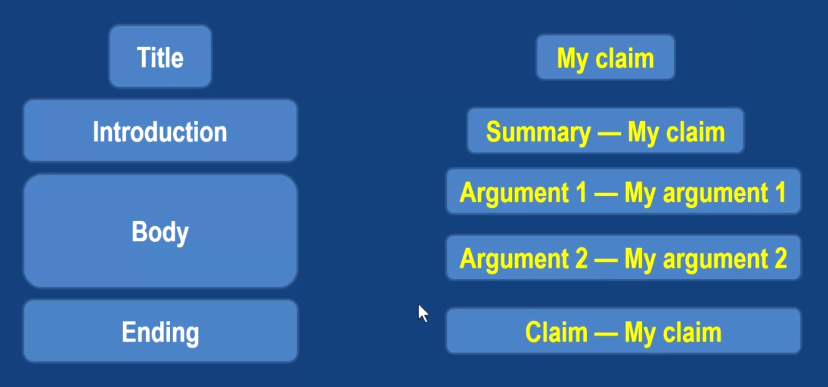 Title
Introduction
Body
Ending
My claim
Summary — My claim
Argument 1 — My argument 1
Argument 2 — My argument 2
Claim — My claim